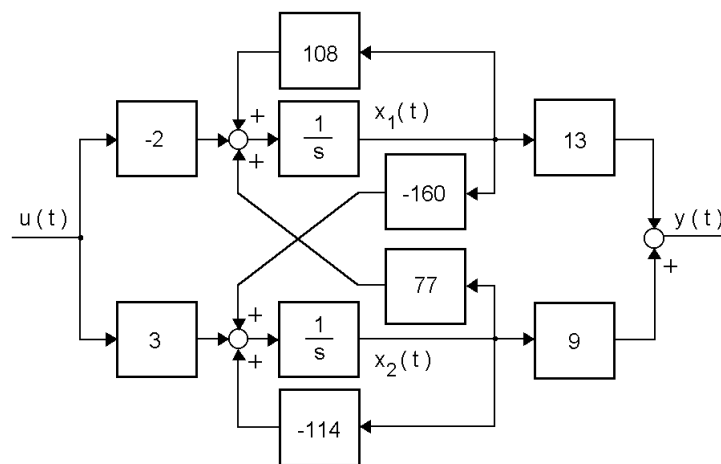 108
+
-2
+
1
s
x1(t)
13
-160
u(t)
y(t)
+
77
+
3
+
1
s
x2(t)
9
-114